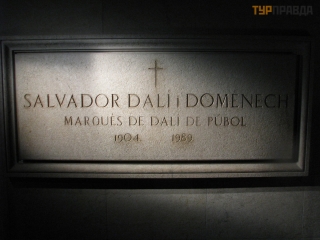 ТУРПРАВДА
SALVADOR DALÍ I DOMÈNECH
MARQUÈS DE DALÍ DE PÚBOL
1904. 1989.